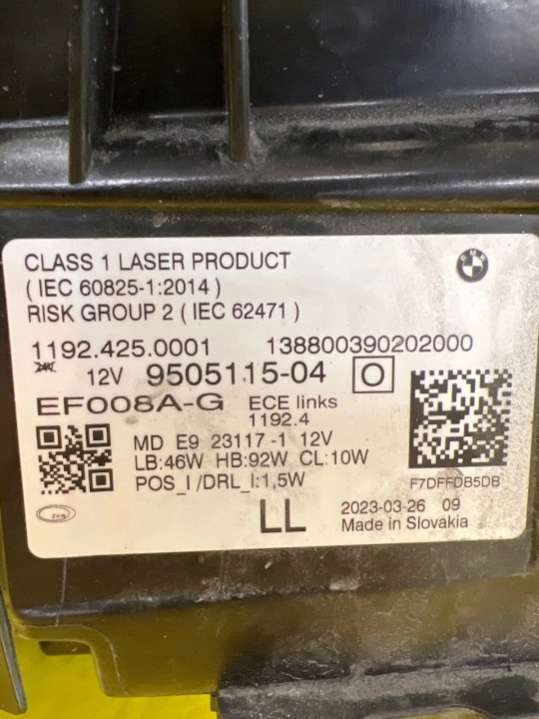 CLASS 1 LASER PRODUCT
( IEC 60825-1:2014 )
RISK GROUP 2 ( IEC 62471 )
1192.425.0001 138800390202000
12V 9505115-04 O
EF008A-G ECE links
1192.4
MD E9 23117 -1 12V
LB:46W HB:92W CL:10W
POS_I /DRL_I:1,5W
F7DFFDB5DB
LL
2023-03-26 09
Made in Slovakia
BMW